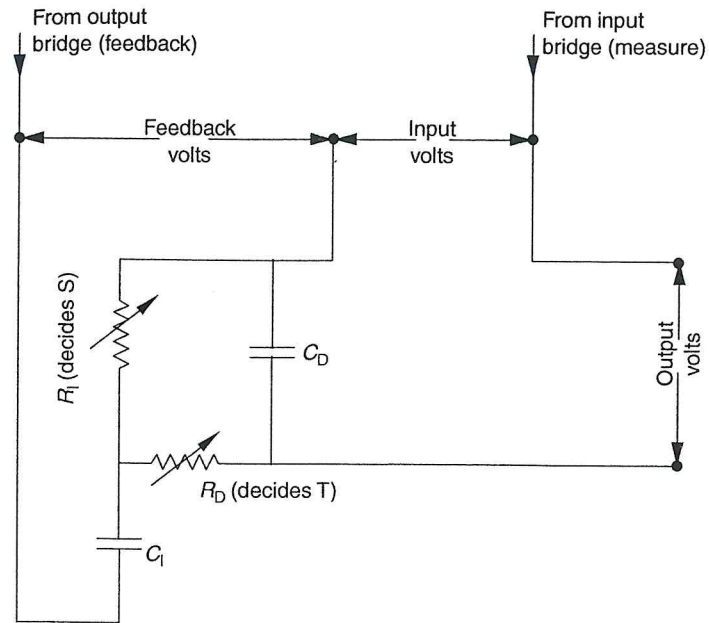 From output
bridge (feedback)
From input
bridge (measure)
Feedback
volts
Input
volts
R_I (decides S)
C_D
Output
volts
R_D (decides T)
C_I